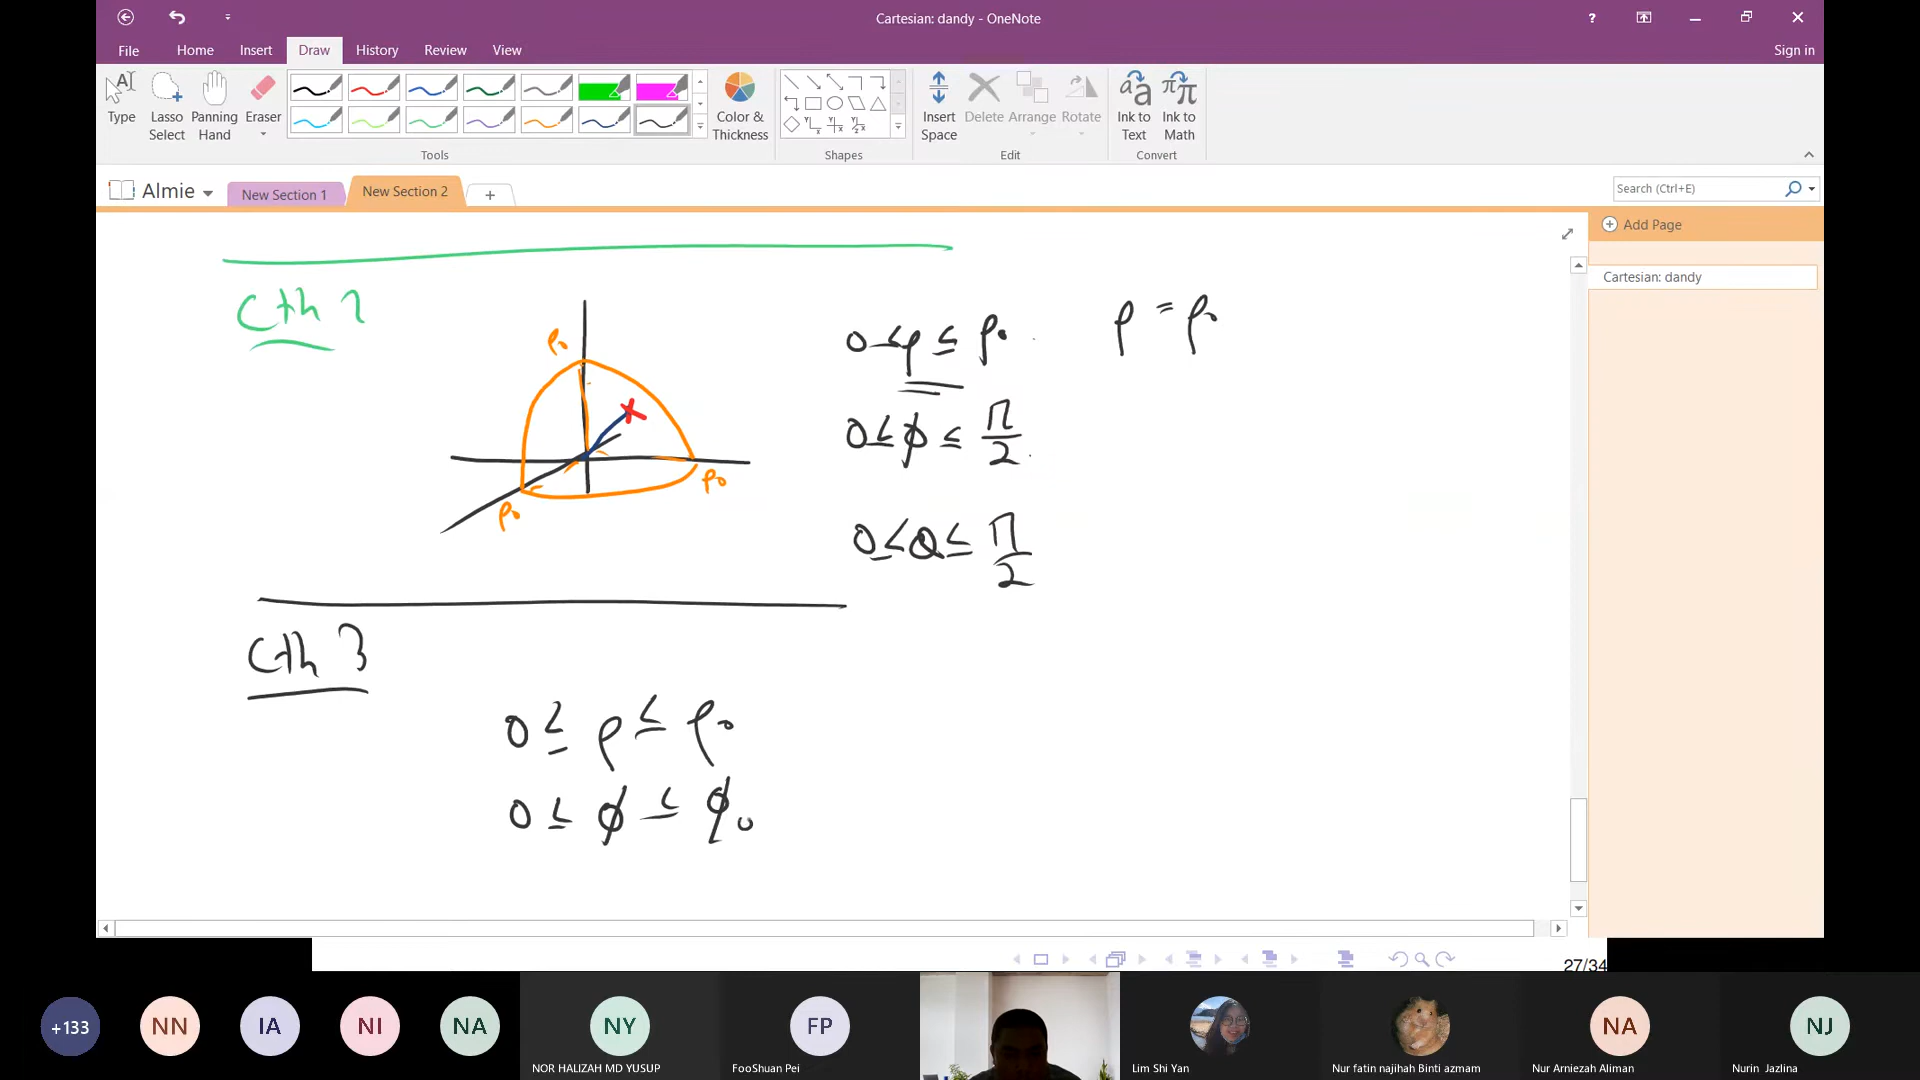 Cartesian: dandy - OneNote
?
File Home Insert Draw History Review View
Sign in
Type
Lasso Select
Panning Hand
Eraser
Color & Thickness
Insert Space
Delete
Arrange
Rotate
Ink to Text
Ink to Math
Tools
Shapes
Edit
Convert
Almie
New Section 1
New Section 2
+
Search (Ctrl+E)
Add Page
Cartesian: dandy
Cth 2
ρ₀
ρ₀
ρ₀
0 ≤ ρ ≤ ρ₀
ρ = ρ₀
0 ≤ ϕ ≤ π/2
0 ≤ θ ≤ π/2
Cth 3
0 ≤ ρ ≤ ρ₀
0 ≤ ϕ ≤ ϕ₀
27/34
+133
NN
IA
NI
NA
NY
FP
NA
NJ
NOR HALIZAH MD YUSUP
FooShuan Pei
Lim Shi Yan
Nur fatin najihah Binti azmam
Nur Arniezah Aliman
Nurin Jazlina